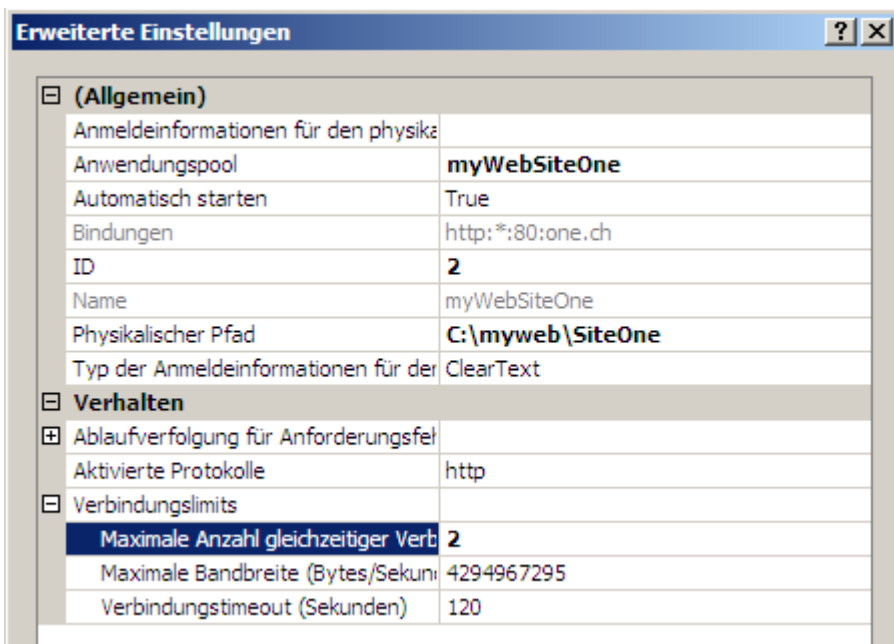 Erweiterte Einstellungen
(Allgemein)
Anmeldeinformationen für den physika
Anwendungspool myWebSiteOne
Automatisch starten True
Bindungen http:*:80:one.ch
ID 2
Name myWebSiteOne
Physikalischer Pfad C:\myweb\SiteOne
Typ der Anmeldeinformationen für der ClearText
Verhalten
Ablaufverfolgung für Anforderungsfeh
Aktivierte Protokolle http
Verbindungslimits
Maximale Anzahl gleichzeitiger Verb 2
Maximale Bandbreite (Bytes/Sekun 4294967295
Verbindungstimeout (Sekunden) 120